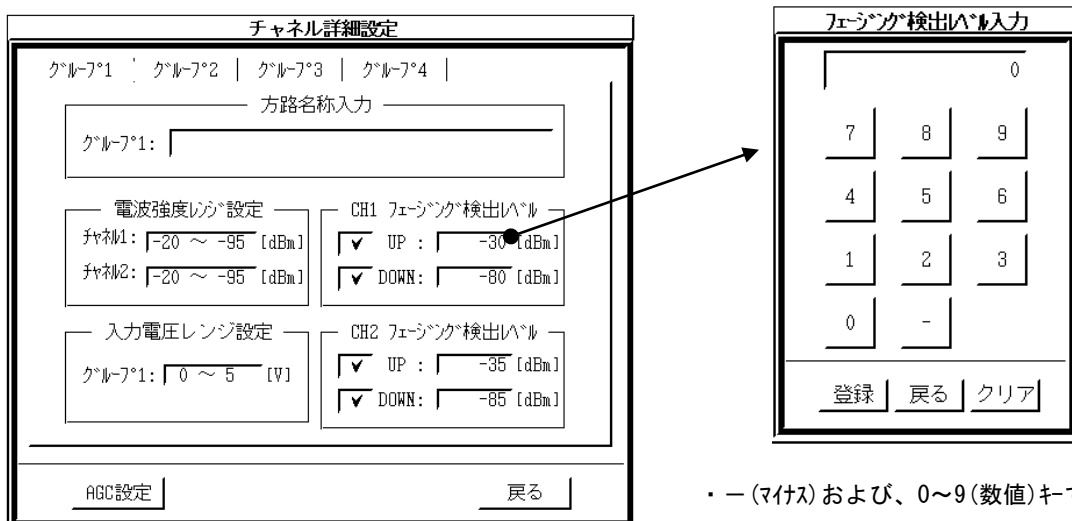 チャネル詳細設定
ｸﾞﾙｰﾌﾟ1 ｸﾞﾙｰﾌﾟ2 ｸﾞﾙｰﾌﾟ3 ｸﾞﾙｰﾌﾟ4
方路名称入力
ｸﾞﾙｰﾌﾟ1:
電波強度ﾚﾝｼﾞ設定
ﾁｬﾈﾙ1: -20 ～ -95 [dBm]
ﾁｬﾈﾙ2: -20 ～ -95 [dBm]
CH1 ﾌｪｰｼﾞﾝｸﾞ検出ﾚﾍﾞﾙ
UP : -30 [dBm]
DOWN: -80 [dBm]
入力電圧レンジ設定
ｸﾞﾙｰﾌﾟ1: 0 ～ 5 [V]
CH2 ﾌｪｰｼﾞﾝｸﾞ検出ﾚﾍﾞﾙ
UP : -35 [dBm]
DOWN: -85 [dBm]
AGC設定 戻る
ﾌｪｰｼﾞﾝｸﾞ検出ﾚﾍﾞﾙ入力
0
7 8 9
4 5 6
1 2 3
0 -
登録 戻る クリア
・－(ﾏｲﾅｽ)および、0～9(数値)ｷｰ